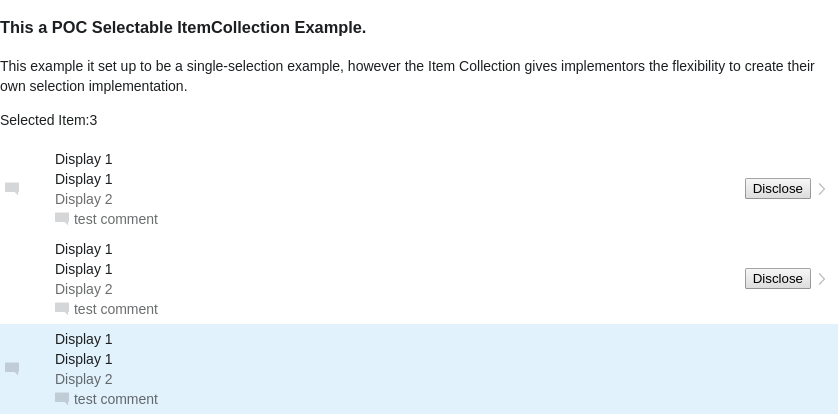 This a POC Selectable ItemCollection Example.
This example it set up to be a single-selection example, however the Item Collection gives implementors the flexibility to create their
own selection implementation.
Selected Item:3
Display 1
Display 1
Disclose
Display 2
test comment
Display 1
Display 1
Disclose
Display 2
test comment
Display 1
Display 1
Display 2
test comment